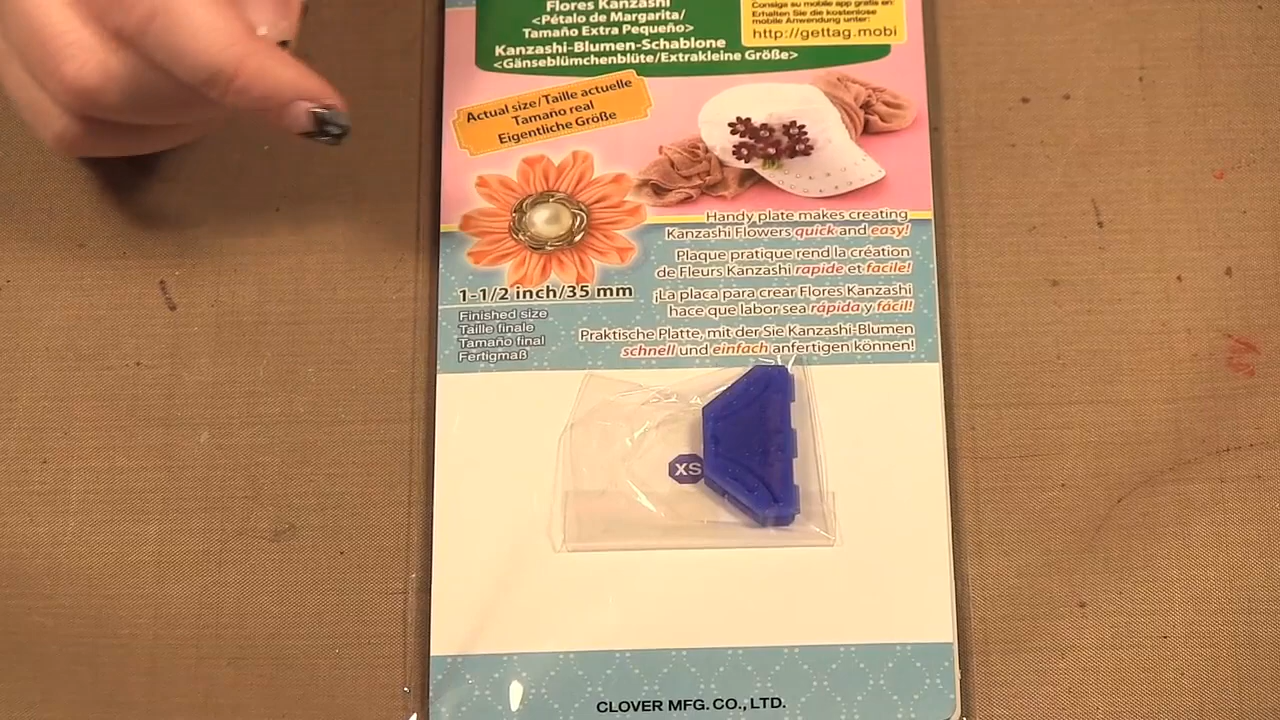 Flores Kanzashi
<Pétalo de Margarita/
Tamaño Extra Pequeño>
Kanzashi-Blumen-Schablone
<Gänseblümchenblüte/Extrakleine Größe>
Consiga su mobile app gratis en:
Erhalten Sie die kostenlose
mobile Anwendung unter:
http://gettag.mobi
Actual size/Taille actuelle
Tamaño real
Eigentliche Größe
1-1/2 inch/35 mm
Finished size
Taille finale
Tamaño final
Fertigmaß
Handy plate makes creating
Kanzashi Flowers quick and easy!
Plaque pratique rend la création
de Fleurs Kanzashi rapide et facile!
¡La placa para crear Flores Kanzashi
hace que labor sea rápida y fácil!
Praktische Platte, mit der Sie Kanzashi-Blumen
schnell und einfach anfertigen können!
XS
CLOVER MFG. CO., LTD.